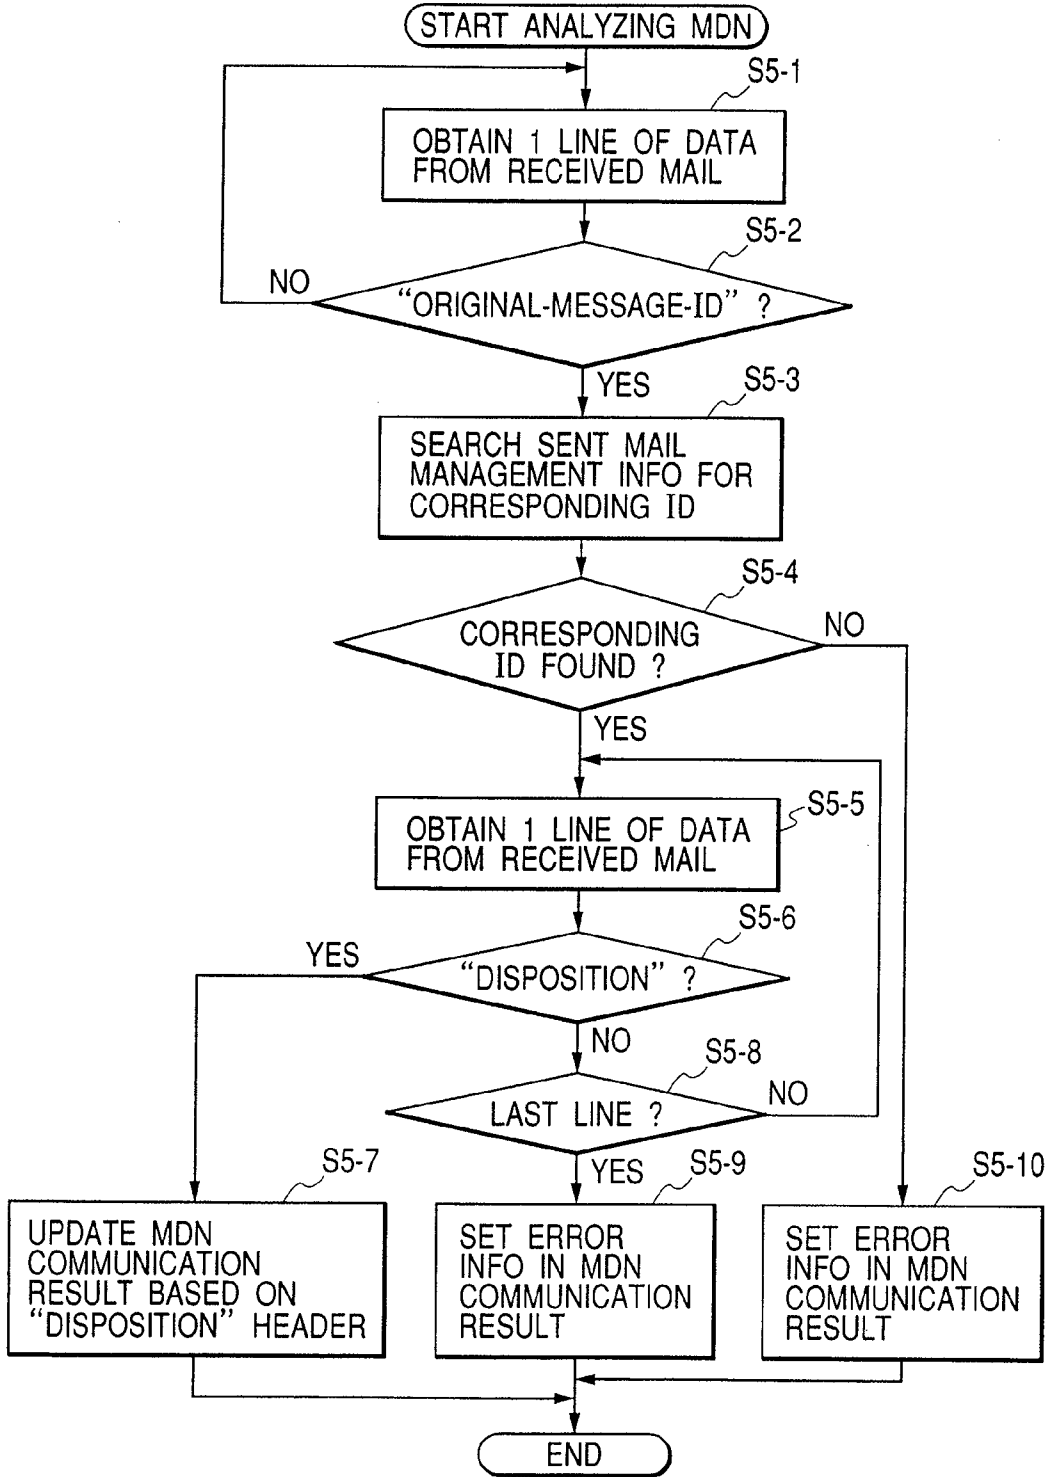 START ANALYZING MDN
S5-1
OBTAIN 1 LINE OF DATA
FROM RECEIVED MAIL
S5-2
NO
“ORIGINAL-MESSAGE-ID” ?
YES
S5-3
SEARCH SENT MAIL
MANAGEMENT INFO FOR
CORRESPONDING ID
S5-4
CORRESPONDING
ID FOUND ?
NO
YES
S5-5
OBTAIN 1 LINE OF DATA
FROM RECEIVED MAIL
S5-6
YES
“DISPOSITION” ?
NO
S5-8
LAST LINE ?
NO
YES
S5-7
UPDATE MDN
COMMUNICATION
RESULT BASED ON
“DISPOSITION” HEADER
S5-9
SET ERROR
INFO IN MDN
COMMUNICATION
RESULT
S5-10
SET ERROR
INFO IN MDN
COMMUNICATION
RESULT
END